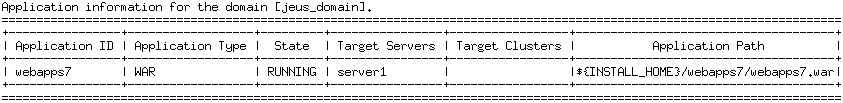 Application information for the domain [jeus_domain].
================================================================================
+----------------+------------------+---------+----------------+-----------------+-------------------------------------+
| Application ID | Application Type |  State  | Target Servers | Target Clusters |          Application Path           |
+----------------+------------------+---------+----------------+-----------------+-------------------------------------+
| webapps7       | WAR              | RUNNING | server1        |                 |${INSTALL_HOME}/webapps7/webapps7.war|
+----------------+------------------+---------+----------------+-----------------+-------------------------------------+
================================================================================